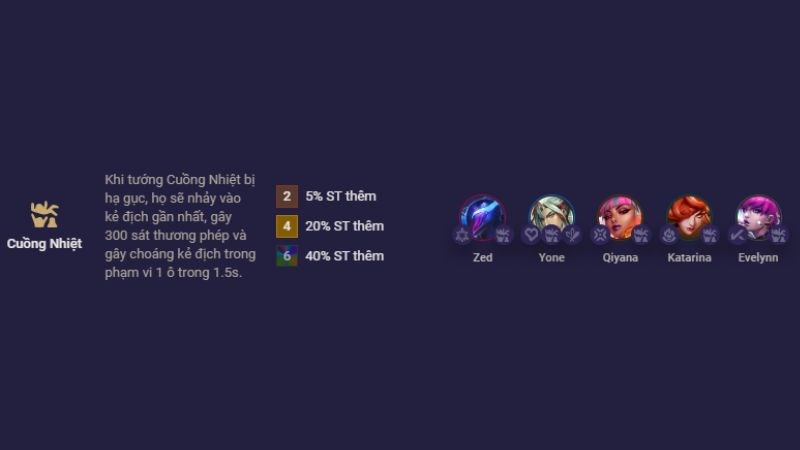 Cuồng Nhiệt
Khi tướng Cuồng Nhiệt bị
hạ gục, họ sẽ nhảy vào
kẻ địch gần nhất, gây
300 sát thương phép và
gây choáng kẻ địch trong
phạm vi 1 ô trong 1.5s.
2 5% ST thêm
4 20% ST thêm
6 40% ST thêm
Zed
Yone
Qiyana
Katarina
Evelynn